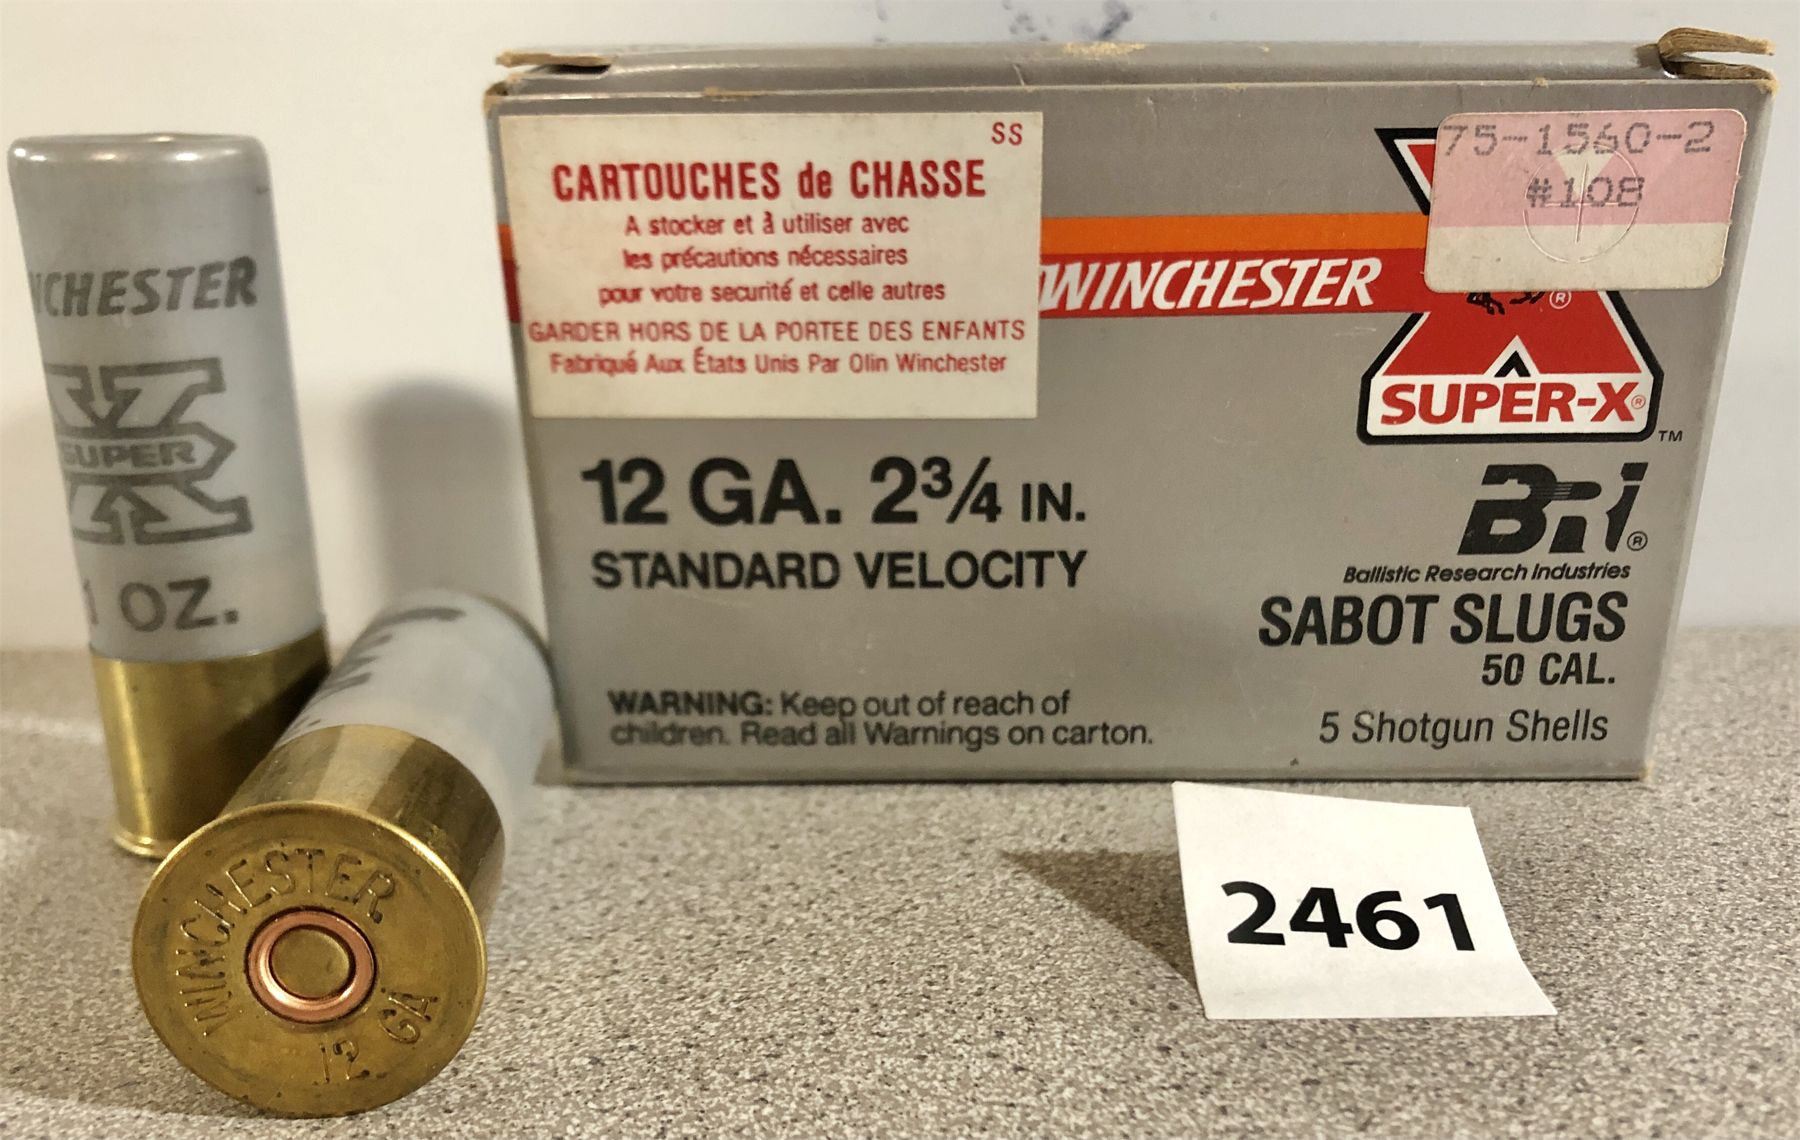 SS
CARTOUCHES de CHASSE
A stocker et à utiliser avec
les précautions nécessaires
pour votre securité et celle autres
GARDER HORS DE LA PORTEE DES ENFANTS
Fabriqué Aux États Unis Par Olin Winchester
75-1560-2
#108
WINCHESTER
®
SUPER-X®
TM
12 GA. 2¾ IN.
STANDARD VELOCITY
BRI®
Ballistic Research Industries
SABOT SLUGS
50 CAL.
5 Shotgun Shells
WARNING: Keep out of reach of
children. Read all Warnings on carton.
2461
NCHESTER
X
SUPER
1 OZ.
WINCHESTER
12 GA